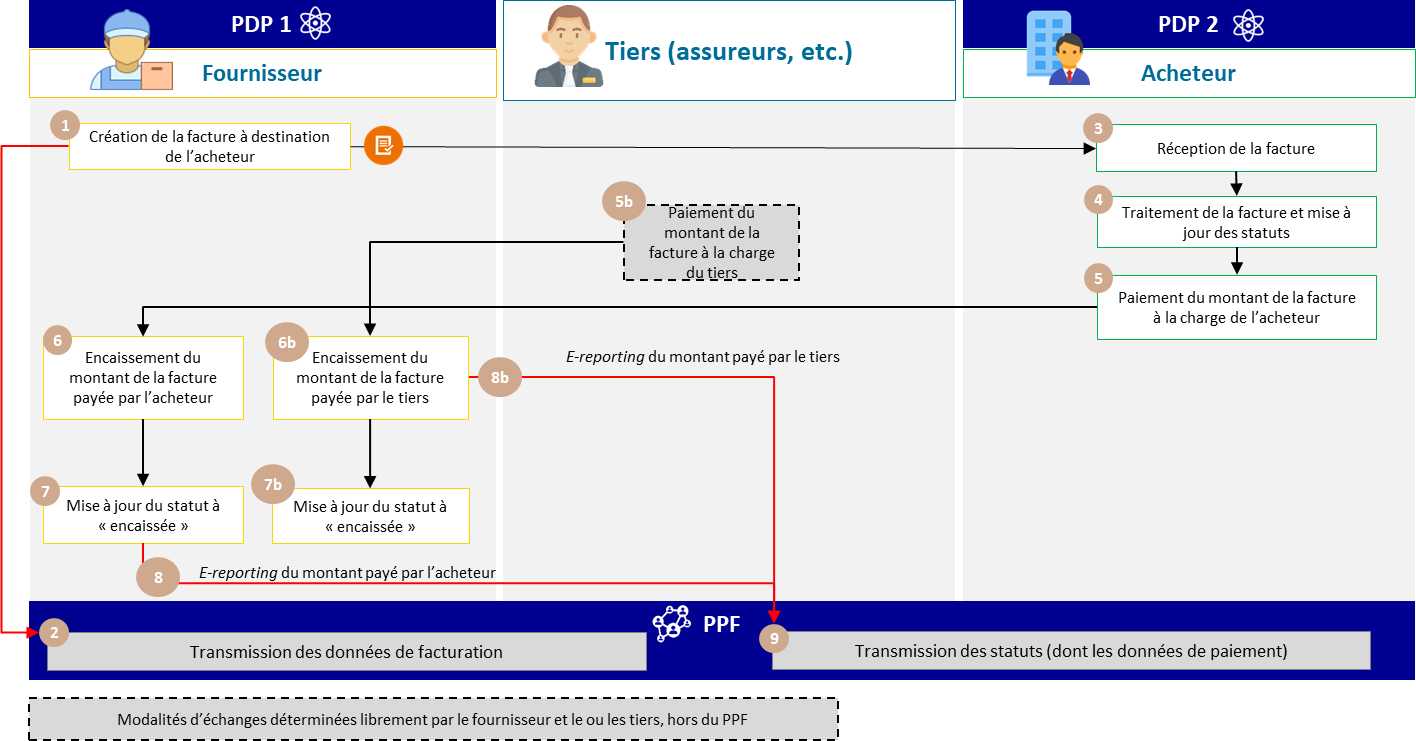 PDP 1
Fournisseur
Tiers (assureurs, etc.)
PDP 2
Acheteur
1
Création de la facture à destination
de l’acheteur
3
Réception de la facture
4
Traitement de la facture et mise à
jour des statuts
5b
Paiement du
montant de la
facture à la charge
du tiers
5
Paiement du montant de la facture
à la charge de l’acheteur
6
Encaissement du
montant de la facture
payée par l’acheteur
6b
Encaissement du
montant de la facture
payée par le tiers
8b
E-reporting du montant payé par le tiers
7
Mise à jour du statut à
« encaissée »
7b
Mise à jour du statut à
« encaissée »
8
E-reporting du montant payé par l’acheteur
PPF
2
Transmission des données de facturation
9
Transmission des statuts (dont les données de paiement)
Modalités d’échanges déterminées librement par le fournisseur et le ou les tiers, hors du PPF